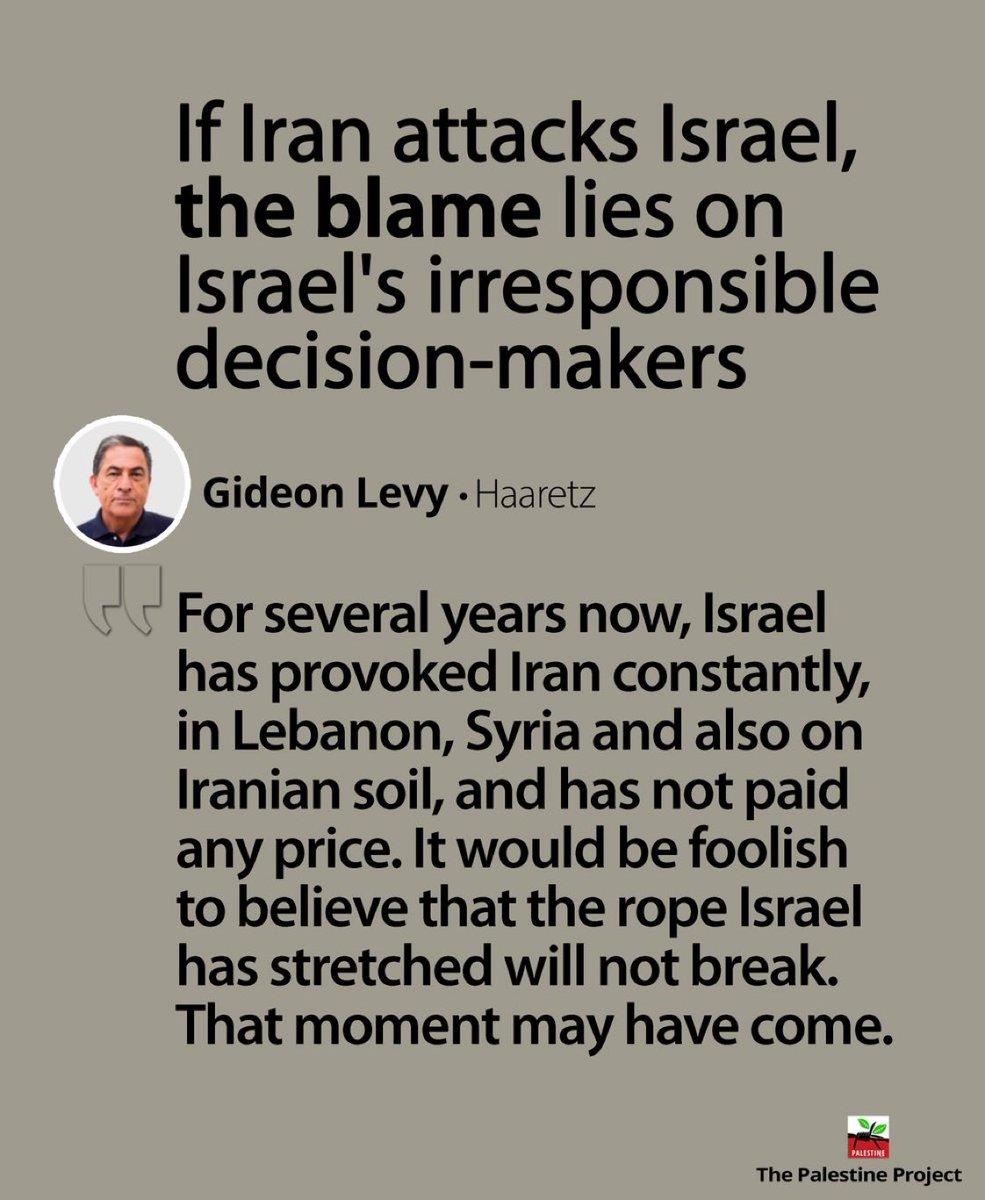 If Iran attacks Israel,
the blame lies on
Israel's irresponsible
decision-makers
Gideon Levy • Haaretz
”
For several years now, Israel
has provoked Iran constantly,
in Lebanon, Syria and also on
Iranian soil, and has not paid
any price. It would be foolish
to believe that the rope Israel
has stretched will not break.
That moment may have come.
PALESTINE
The Palestine Project